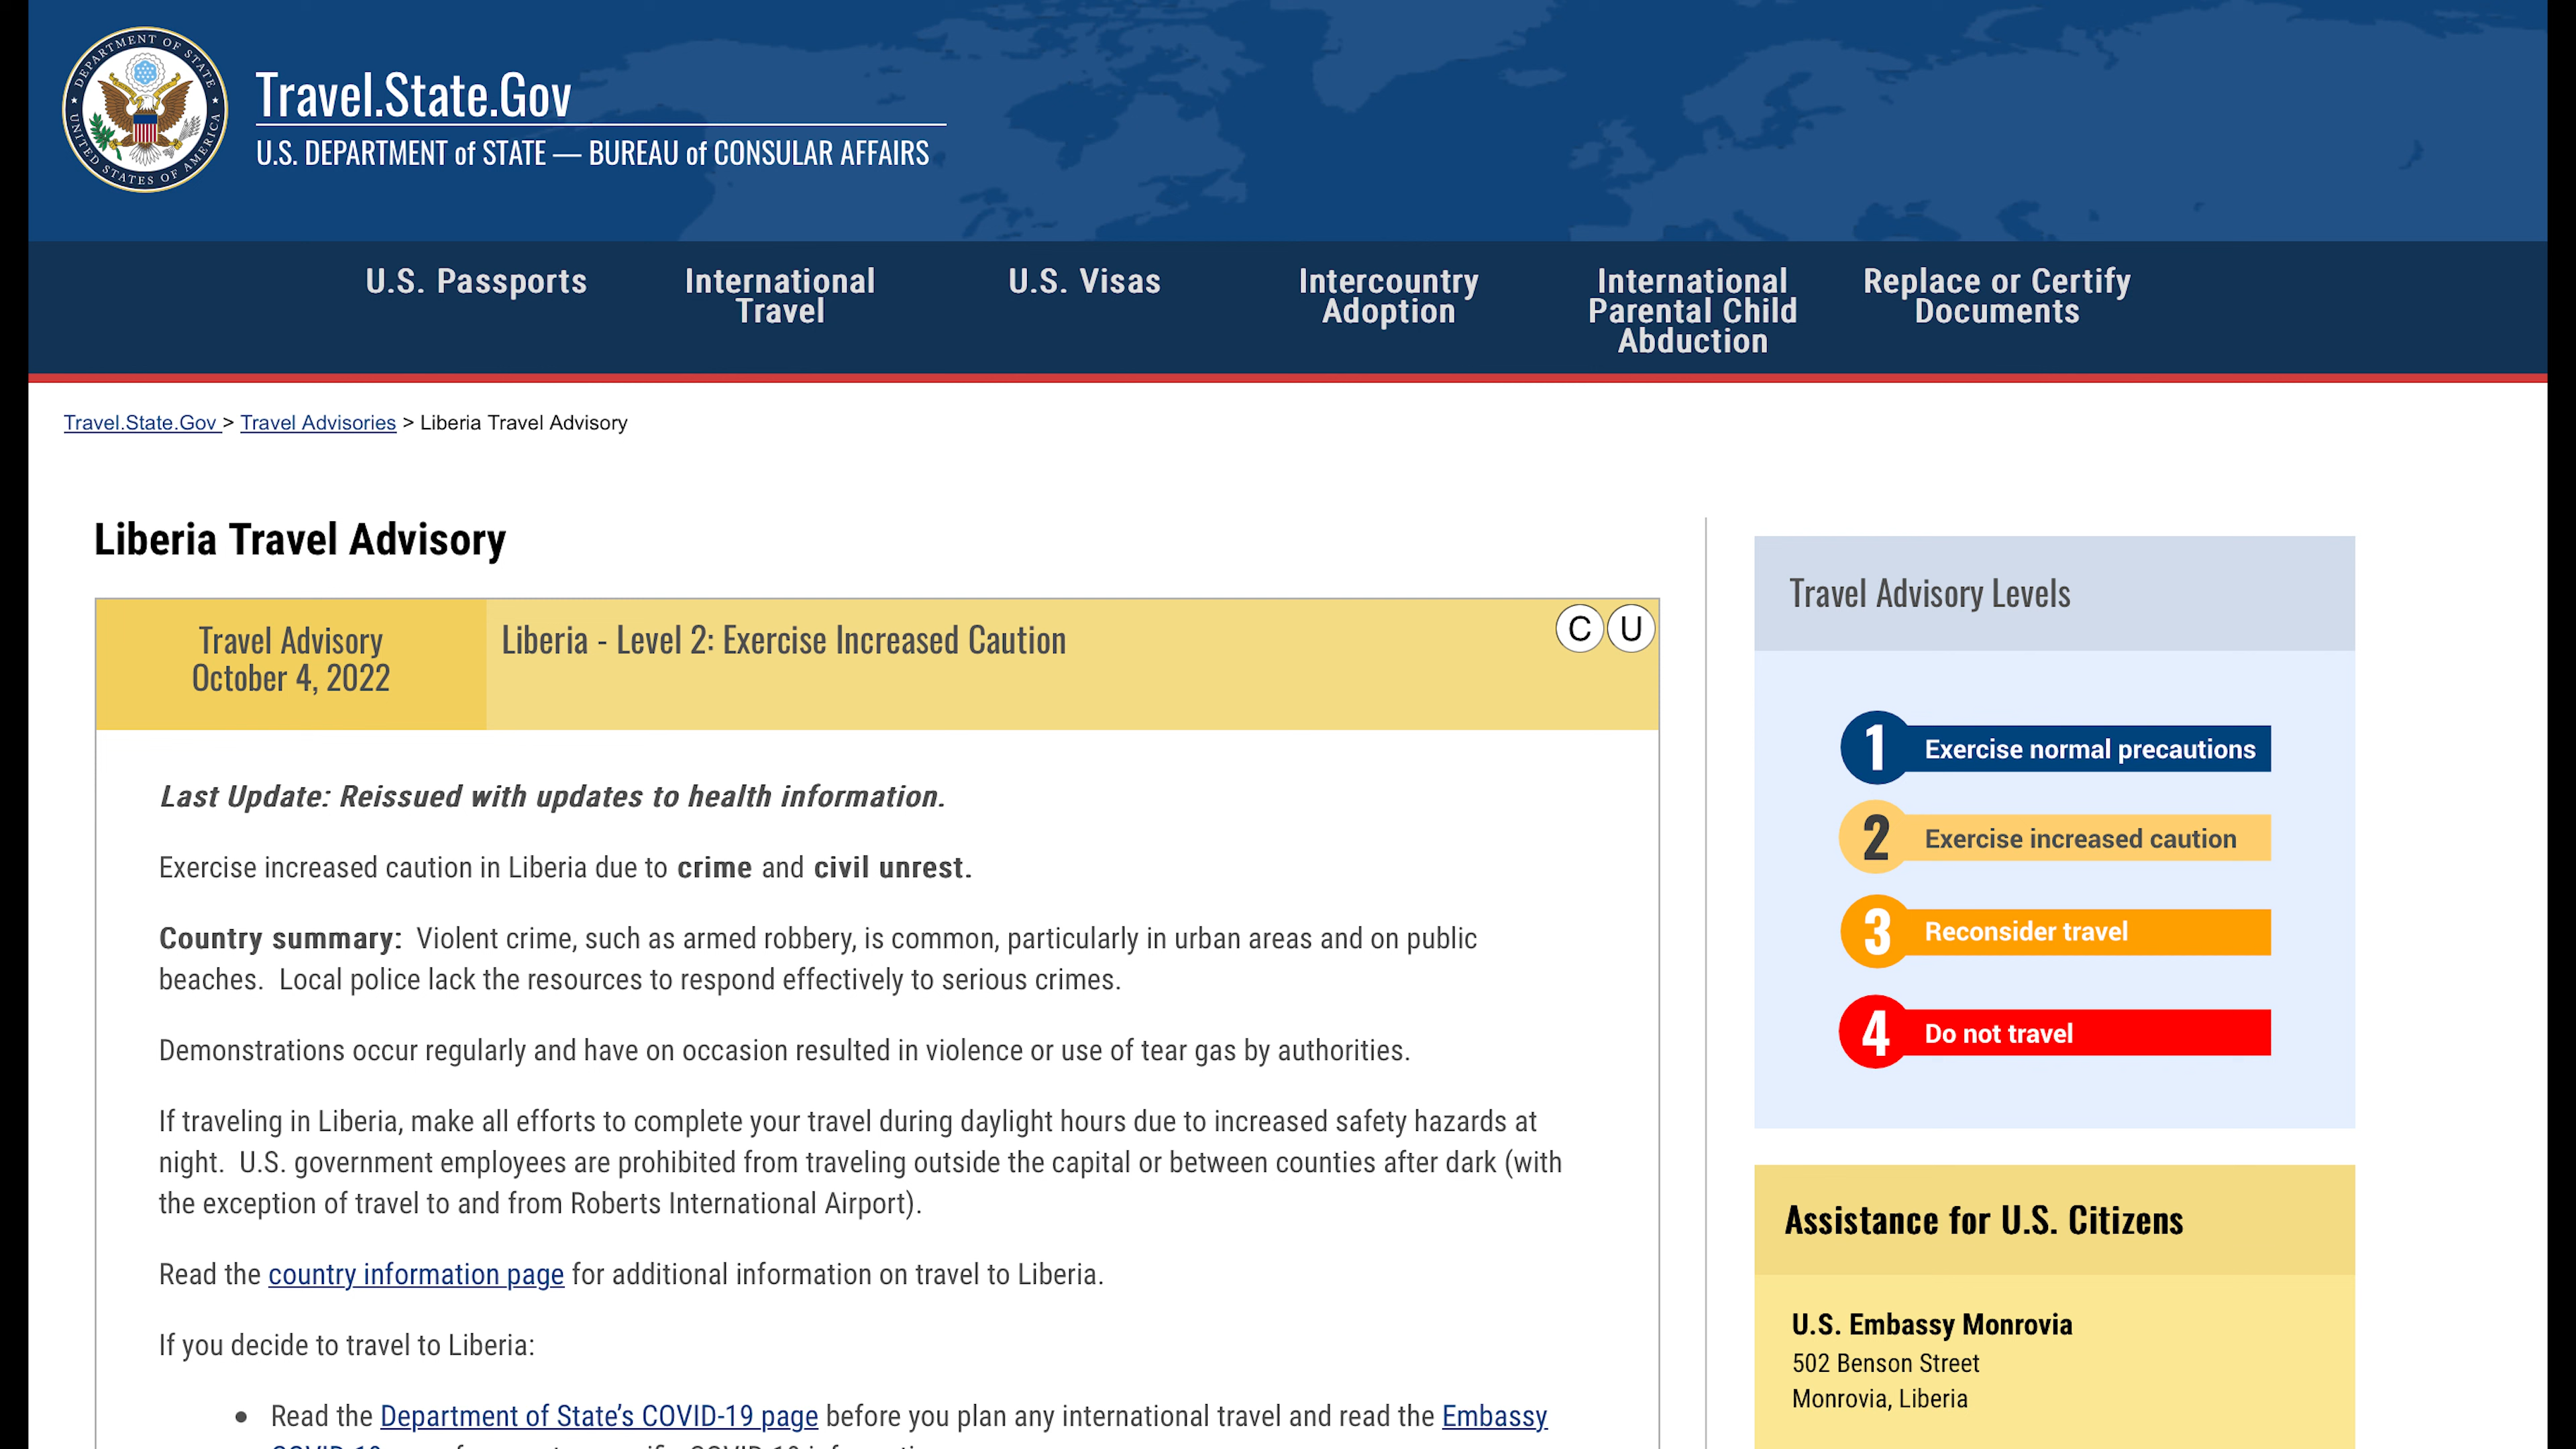 DEPARTMENT OF STATE
UNITED STATES OF AMERICA
Travel.State.Gov
U.S. DEPARTMENT of STATE — BUREAU of CONSULAR AFFAIRS
U.S. Passports
International
Travel
U.S. Visas
Intercountry
Adoption
International
Parental Child
Abduction
Replace or Certify
Documents
Travel.State.Gov > Travel Advisories > Liberia Travel Advisory
Liberia Travel Advisory
Travel Advisory
October 4, 2022
Liberia - Level 2: Exercise Increased Caution
C U
Last Update: Reissued with updates to health information.
Exercise increased caution in Liberia due to crime and civil unrest.
Country summary: Violent crime, such as armed robbery, is common, particularly in urban areas and on public
beaches. Local police lack the resources to respond effectively to serious crimes.
Demonstrations occur regularly and have on occasion resulted in violence or use of tear gas by authorities.
If traveling in Liberia, make all efforts to complete your travel during daylight hours due to increased safety hazards at
night. U.S. government employees are prohibited from traveling outside the capital or between counties after dark (with
the exception of travel to and from Roberts International Airport).
Read the country information page for additional information on travel to Liberia.
If you decide to travel to Liberia:
• Read the Department of State's COVID-19 page before you plan any international travel and read the Embassy
Travel Advisory Levels
1 Exercise normal precautions
2 Exercise increased caution
3 Reconsider travel
4 Do not travel
Assistance for U.S. Citizens
U.S. Embassy Monrovia
502 Benson Street
Monrovia, Liberia